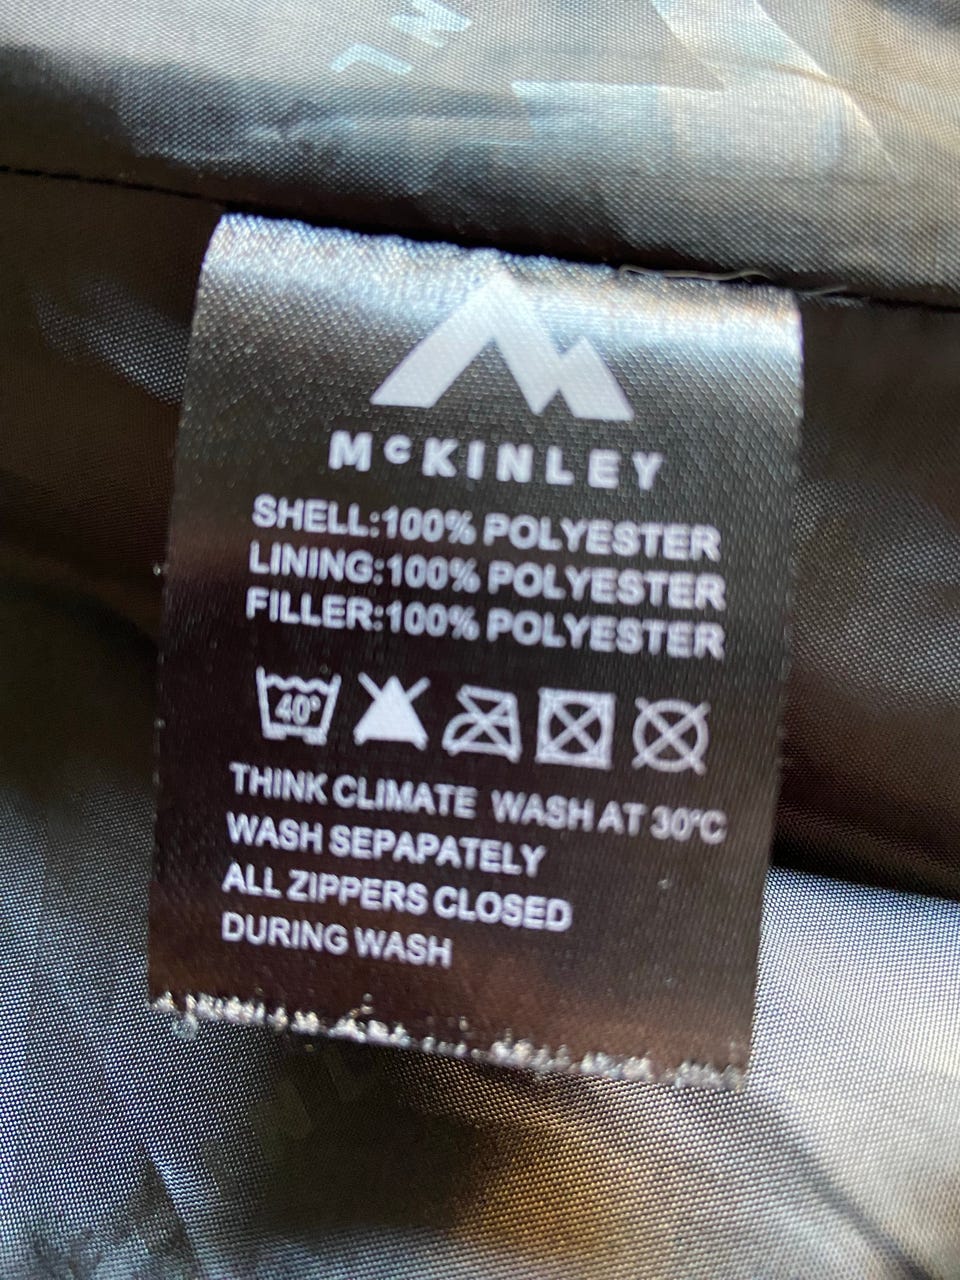 McKINLEY
SHELL:100% POLYESTER
LINING:100% POLYESTER
FILLER:100% POLYESTER
40°
THINK CLIMATE WASH AT 30°C
WASH SEPAPATELY
ALL ZIPPERS CLOSED
DURING WASH